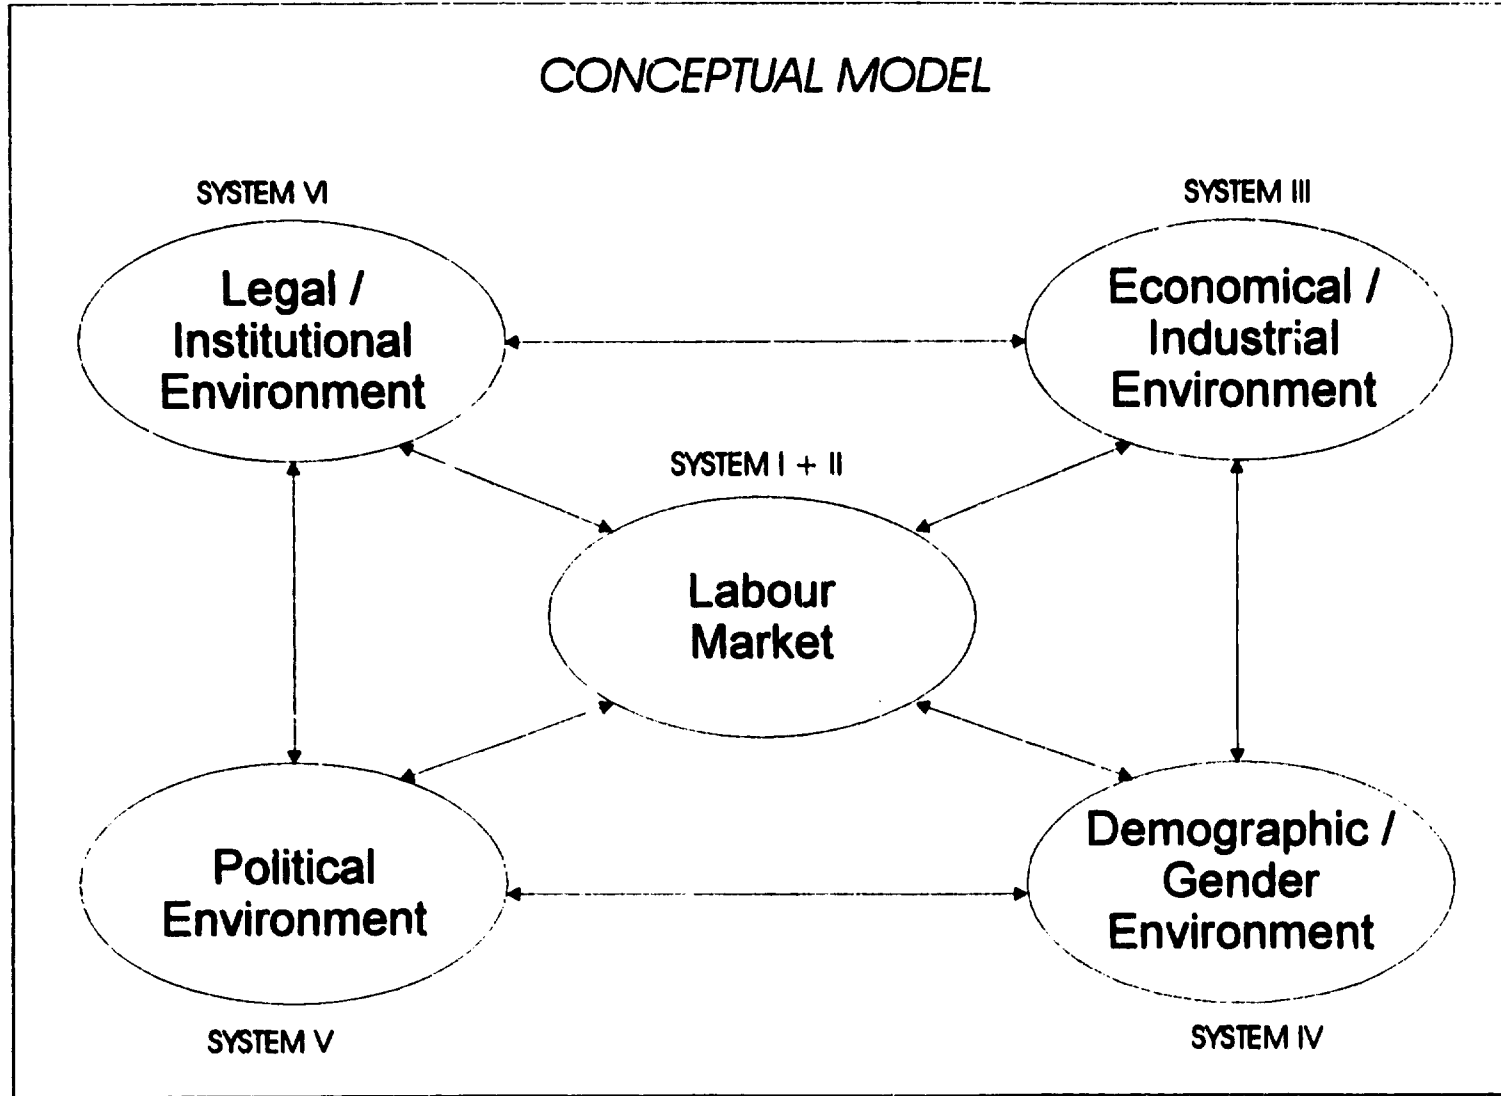 CONCEPTUAL MODEL
SYSTEM VI
Legal /
Institutional
Environment
SYSTEM III
Economical /
Industrial
Environment
SYSTEM I + II
Labour
Market
Political
Environment
SYSTEM V
Demographic /
Gender
Environment
SYSTEM IV